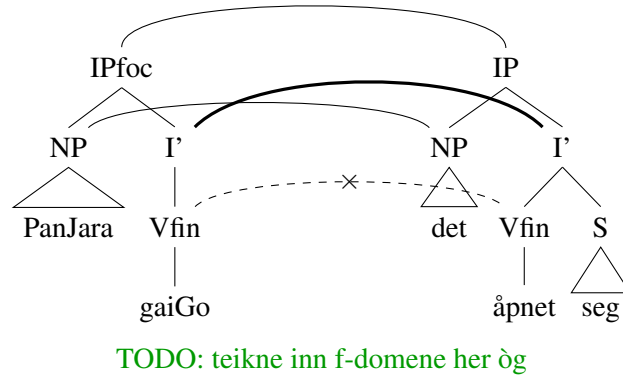 IPfoc IP
NP I’ NP I’
PanJara Vfin det Vfin S
gaiGo åpnet seg
TODO: teikne inn f-domene her òg